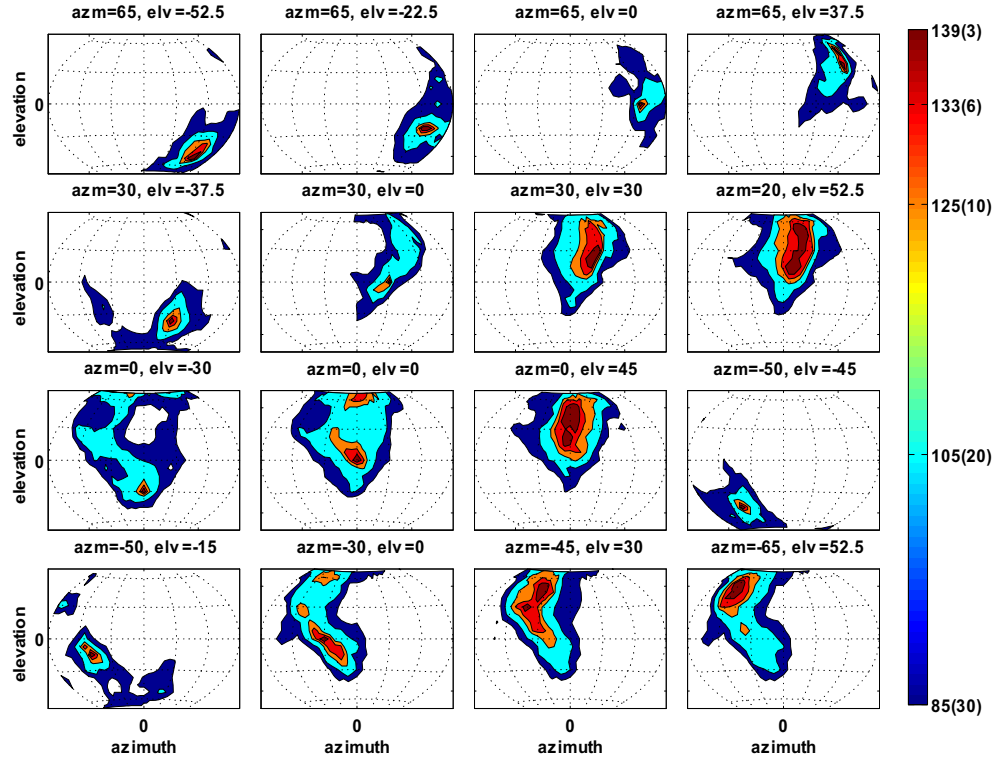 azm=65, elv=-52.5 azm=65, elv=-22.5 azm=65, elv=0 azm=65, elv=37.5
139(3)
133(6)
elevation 0
azm=30, elv=-37.5 azm=30, elv=0 azm=30, elv=30 azm=20, elv=52.5
125(10)
elevation 0
azm=0, elv=-30 azm=0, elv=0 azm=0, elv=45 azm=-50, elv=-45
elevation 0
105(20)
azm=-50, elv=-15 azm=-30, elv=0 azm=-45, elv=30 azm=-65, elv=52.5
elevation 0
85(30)
0 0 0 0
azimuth azimuth azimuth azimuth